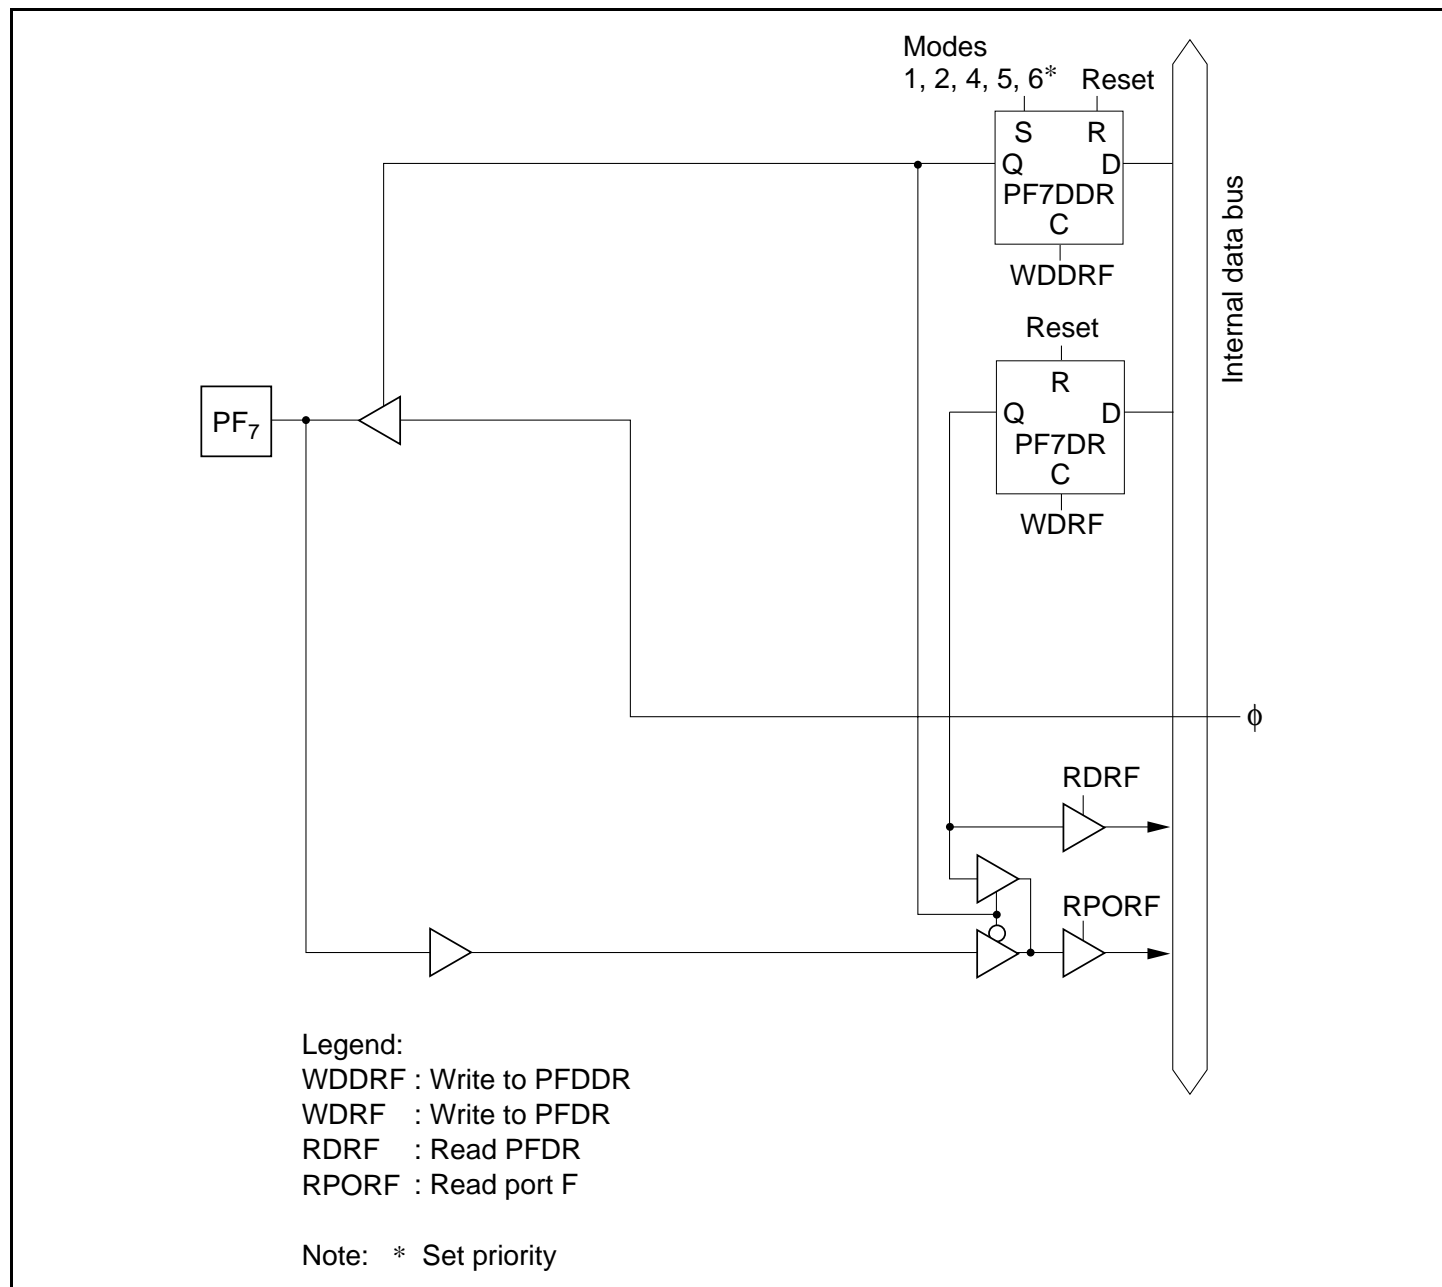 Modes
1, 2, 4, 5, 6* Reset
S R
Q D
PF7DDR
C
WDDRF
Internal data bus
Reset
R
Q D
PF7DR
C
WDRF
PF7
ϕ
RDRF
RPORF
Legend:
WDDRF : Write to PFDDR
WDRF : Write to PFDR
RDRF : Read PFDR
RPORF : Read port F
Note: * Set priority